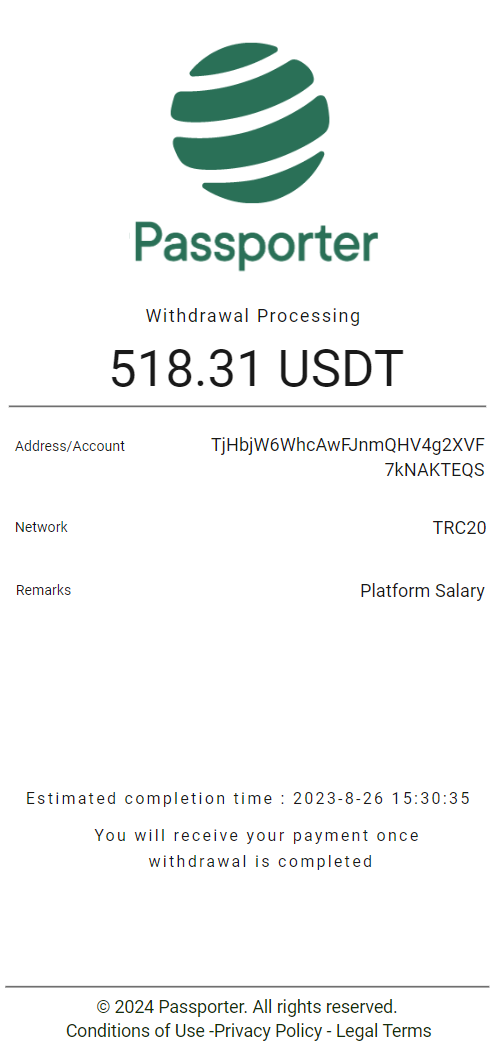 Passporter
Withdrawal Processing
518.31 USDT
Address/Account
TjHbjW6WhcAwFJnmQHV4g2XVF
7kNAKTEQS
Network
TRC20
Remarks
Platform Salary
Estimated completion time : 2023-8-26 15:30:35
You will receive your payment once
withdrawal is completed
© 2024 Passporter. All rights reserved.
Conditions of Use -Privacy Policy - Legal Terms